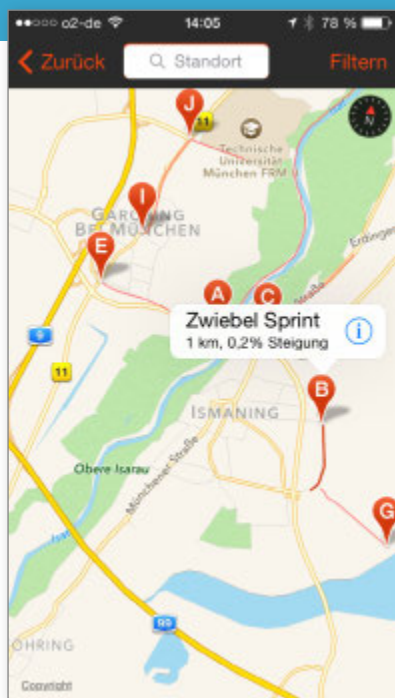 o2-de 14:05 78 %
Zurück Standort Filtern
J
11
N
Technische
Universität
München FRM II
I
GARCHING
BEI MÜNCHEN
E
Erdinger
A C
Straße
Zwiebel Sprint
1 km, 0,2% Steigung
9
11
B
ISMANING
Obere Isarau
Münchener Straße
G
Isar
99
Copyright